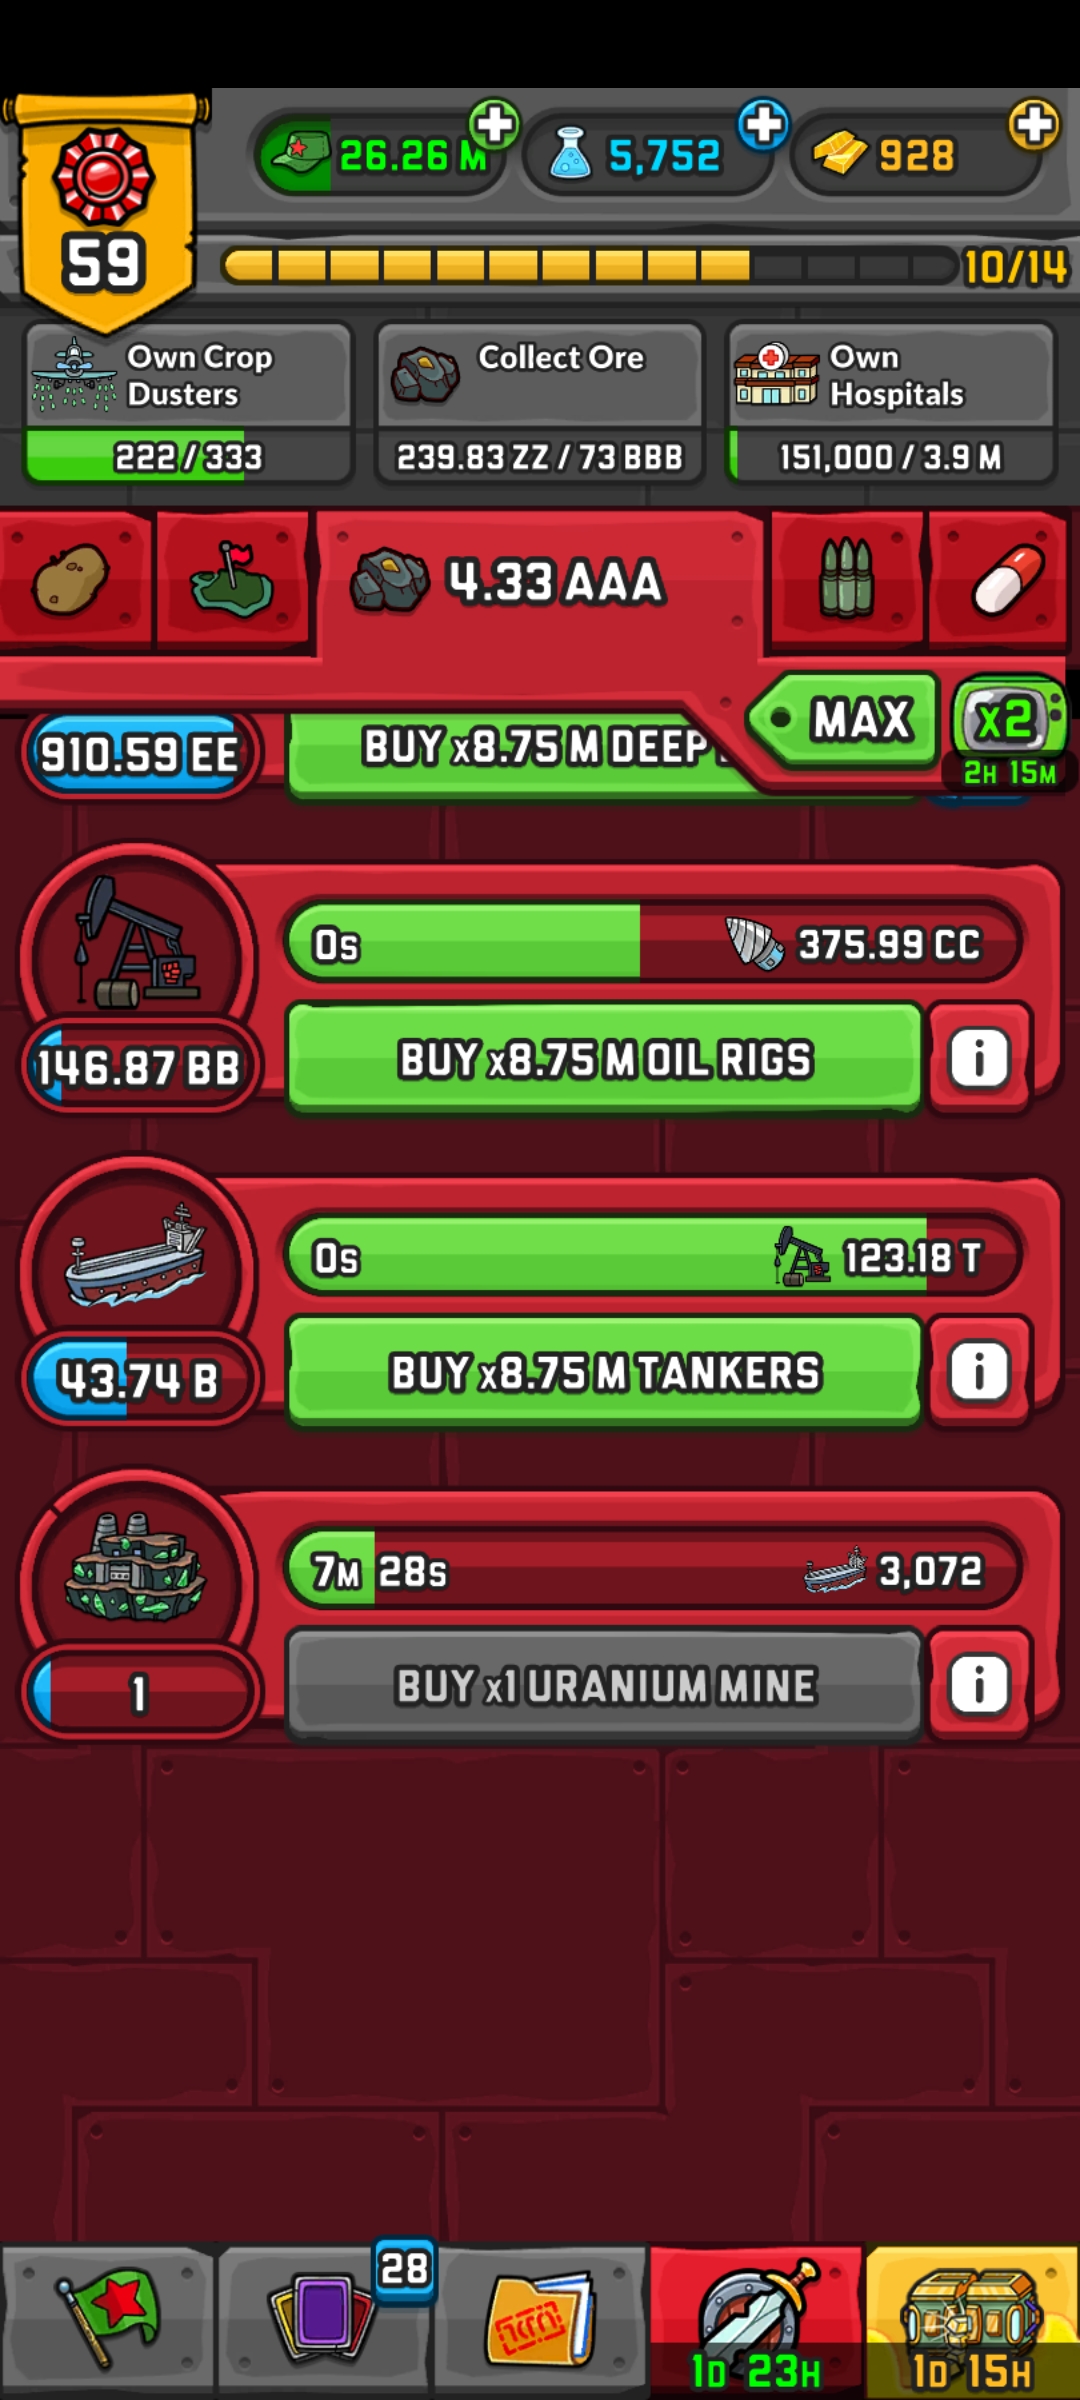 26.26 M
5,752
928
59
10/14
Own Crop
Dusters
222 / 333
Collect Ore
239.83 ZZ / 73 BBB
Own
Hospitals
151,000 / 3.9 M
4.33 AAA
MAX
x2
2H 15M
910.59 EE
BUY x8.75 M DEEP
0s
375.99 CC
146.87 BB
BUY x8.75 M OIL RIGS
i
0s
123.18 T
43.74 B
BUY x8.75 M TANKERS
i
7M 28s
3,072
1
BUY x1 URANIUM MINE
i
28
1D 23H
1D 15H